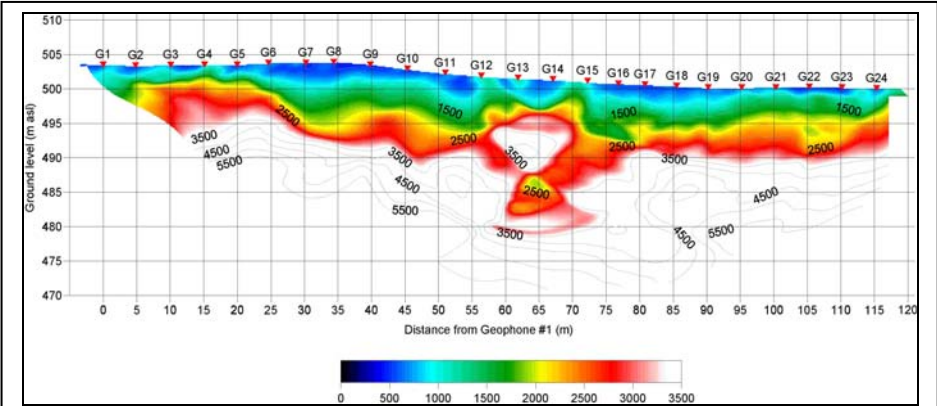 510
505
500
495
490
485
480
475
470
Ground level (m asl)
G1 G2 G3 G4 G5 G6 G7 G8 G9 G10 G11 G12 G13 G14 G15 G16 G17 G18 G19 G20 G21 G22 G23 G24
1500 1500 1500
2500 2500 2500 2500
3500 3500 3500 3500
4500 4500 4500
5500 5500 5500
2500
3500 4500
0 5 10 15 20 25 30 35 40 45 50 55 60 65 70 75 80 85 90 95 100 105 110 115 120
Distance from Geophone #1 (m)
0 500 1000 1500 2000 2500 3000 3500